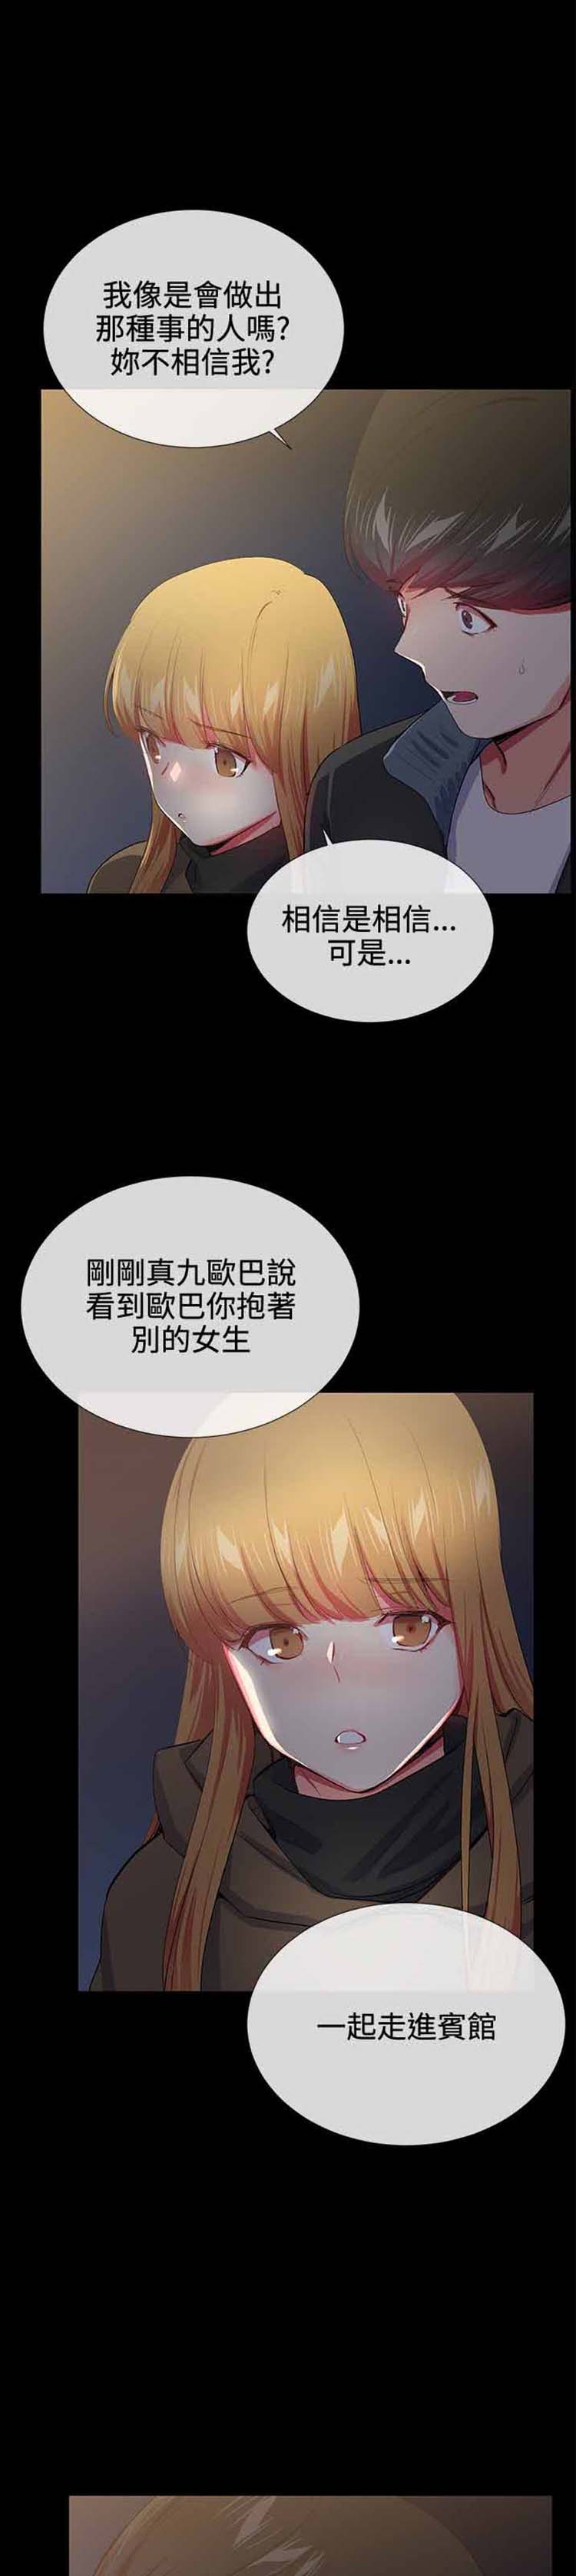 我像是會做出
那種事的人嗎?
妳不相信我?
相信是相信...
可是...
剛剛真九歐巴說
看到歐巴你抱著
別的女生
一起走進賓館